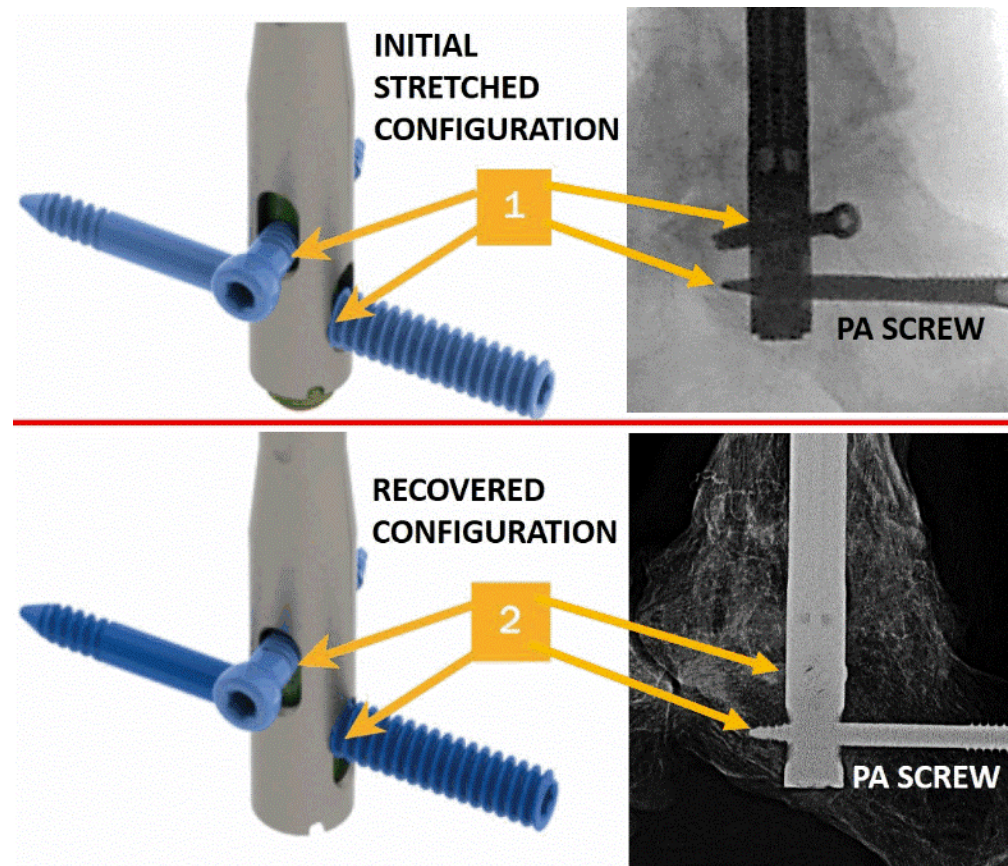 INITIAL
STRETCHED
CONFIGURATION
1
PA SCREW
RECOVERED
CONFIGURATION
2
PA SCREW